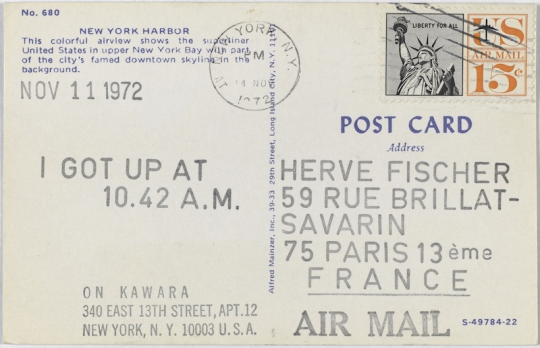 No. 680
NEW YORK HARBOR
This colorful airview shows the superliner
United States in upper New York Bay with part
of the city's famed downtown skyline in the
background.
NOV 11 1972
NEW YORK, N.Y.
NOV
1972
LIBERTY FOR ALL
US
AIR MAIL
15¢
Alfred Mainzer, Inc., 39-33 29th Street, Long Island City, N.Y. 11101
POST CARD
Address
I GOT UP AT
10.42 A.M.
HERVE FISCHER
59 RUE BRILLAT-
SAVARIN
75 PARIS 13ème
FRANCE
ON KAWARA
340 EAST 13TH STREET, APT. 12
NEW YORK, N. Y. 10003 U. S. A.
AIR MAIL
S-49784-22